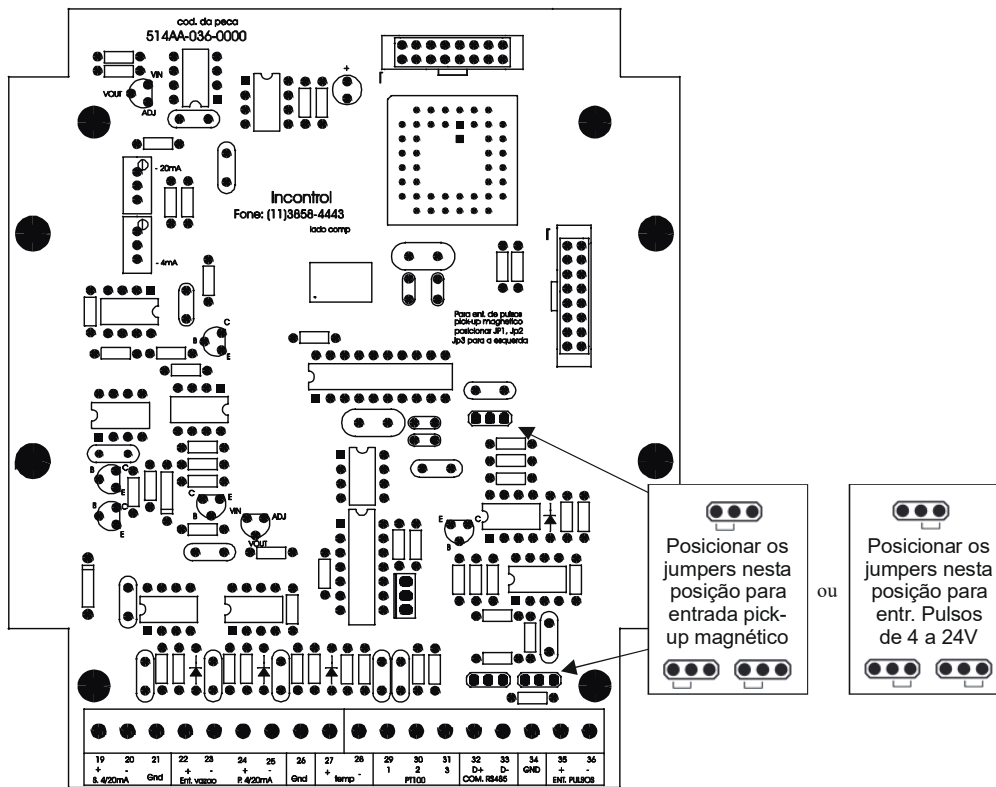 cod. da peca
514AA-036-0000
VIN
VOUT
ADJ
+
- 20mA
- 4mA
Incontrol
Fone: (11)3858-4443
lado comp
Para ent. de pulsos
pick-up magnetico
posicionar JP1, Jp2
Jp3 para a esquerda
C
B
E
B
C
E
B
C
E
C
E
B
VIN
ADJ
VOUT
E
C
B
Posicionar os
jumpers nesta
posição para
entrada pick-
up magnético
ou
Posicionar os
jumpers nesta
posição para
entr. Pulsos
de 4 a 24V
19 20 21 22 23 24 25 26 27 28 29 30 31 32 33 34 35 36
+ - Gnd + - + - Gnd + temp - 1 2 3 D+ D- GND + -
S. 4/20mA Ent. vazao P. 4/20mA PT100 COM. RS485 ENT. PULSOS